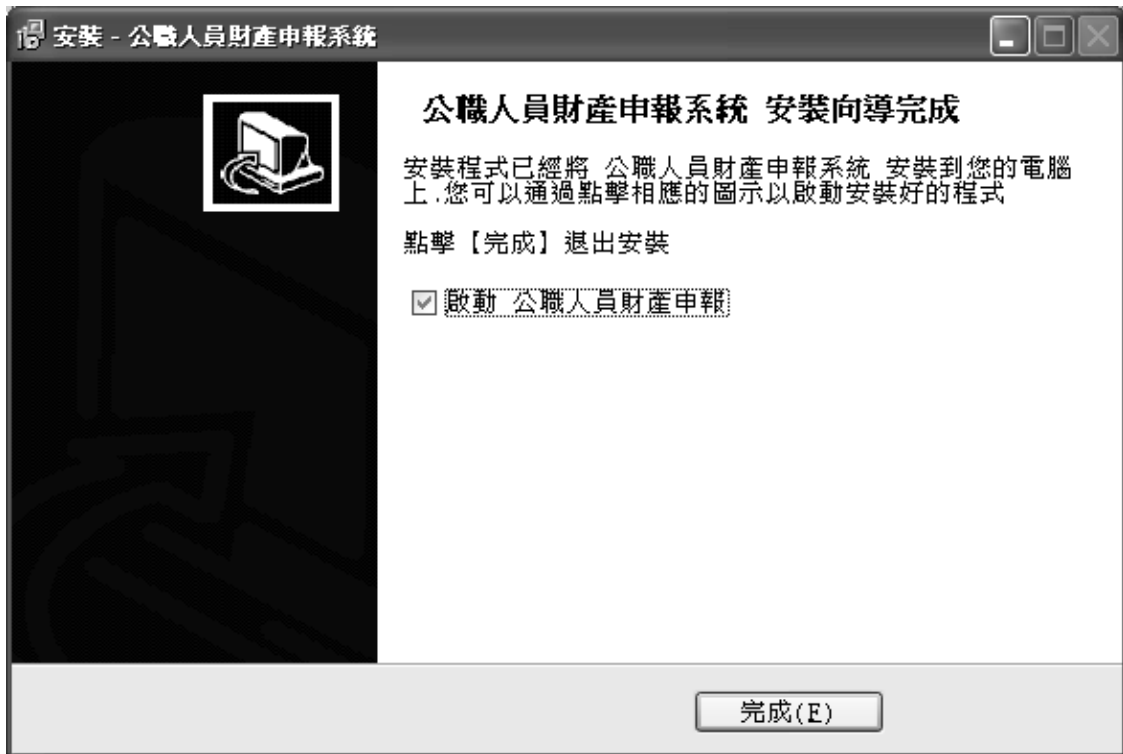 安裝 - 公職人員財產申報系統
公職人員財產申報系統 安裝向導完成
安裝程式已經將 公職人員財產申報系統 安裝到您的電腦
上.您可以通過點擊相應的圖示以啟動安裝好的程式
點擊【完成】退出安裝
啟動 公職人員財產申報
完成(F)